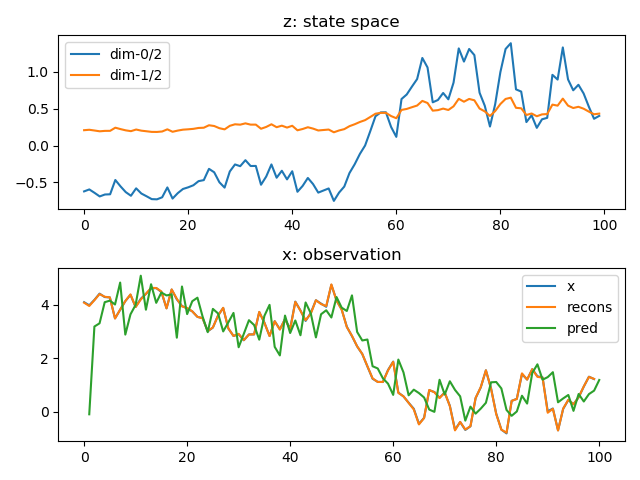 z: state space
dim-0/2
dim-1/2
1.0
0.5
0.0
−0.5
0 20 40 60 80 100
x: observation
x
recons
pred
4
2
0
0 20 40 60 80 100